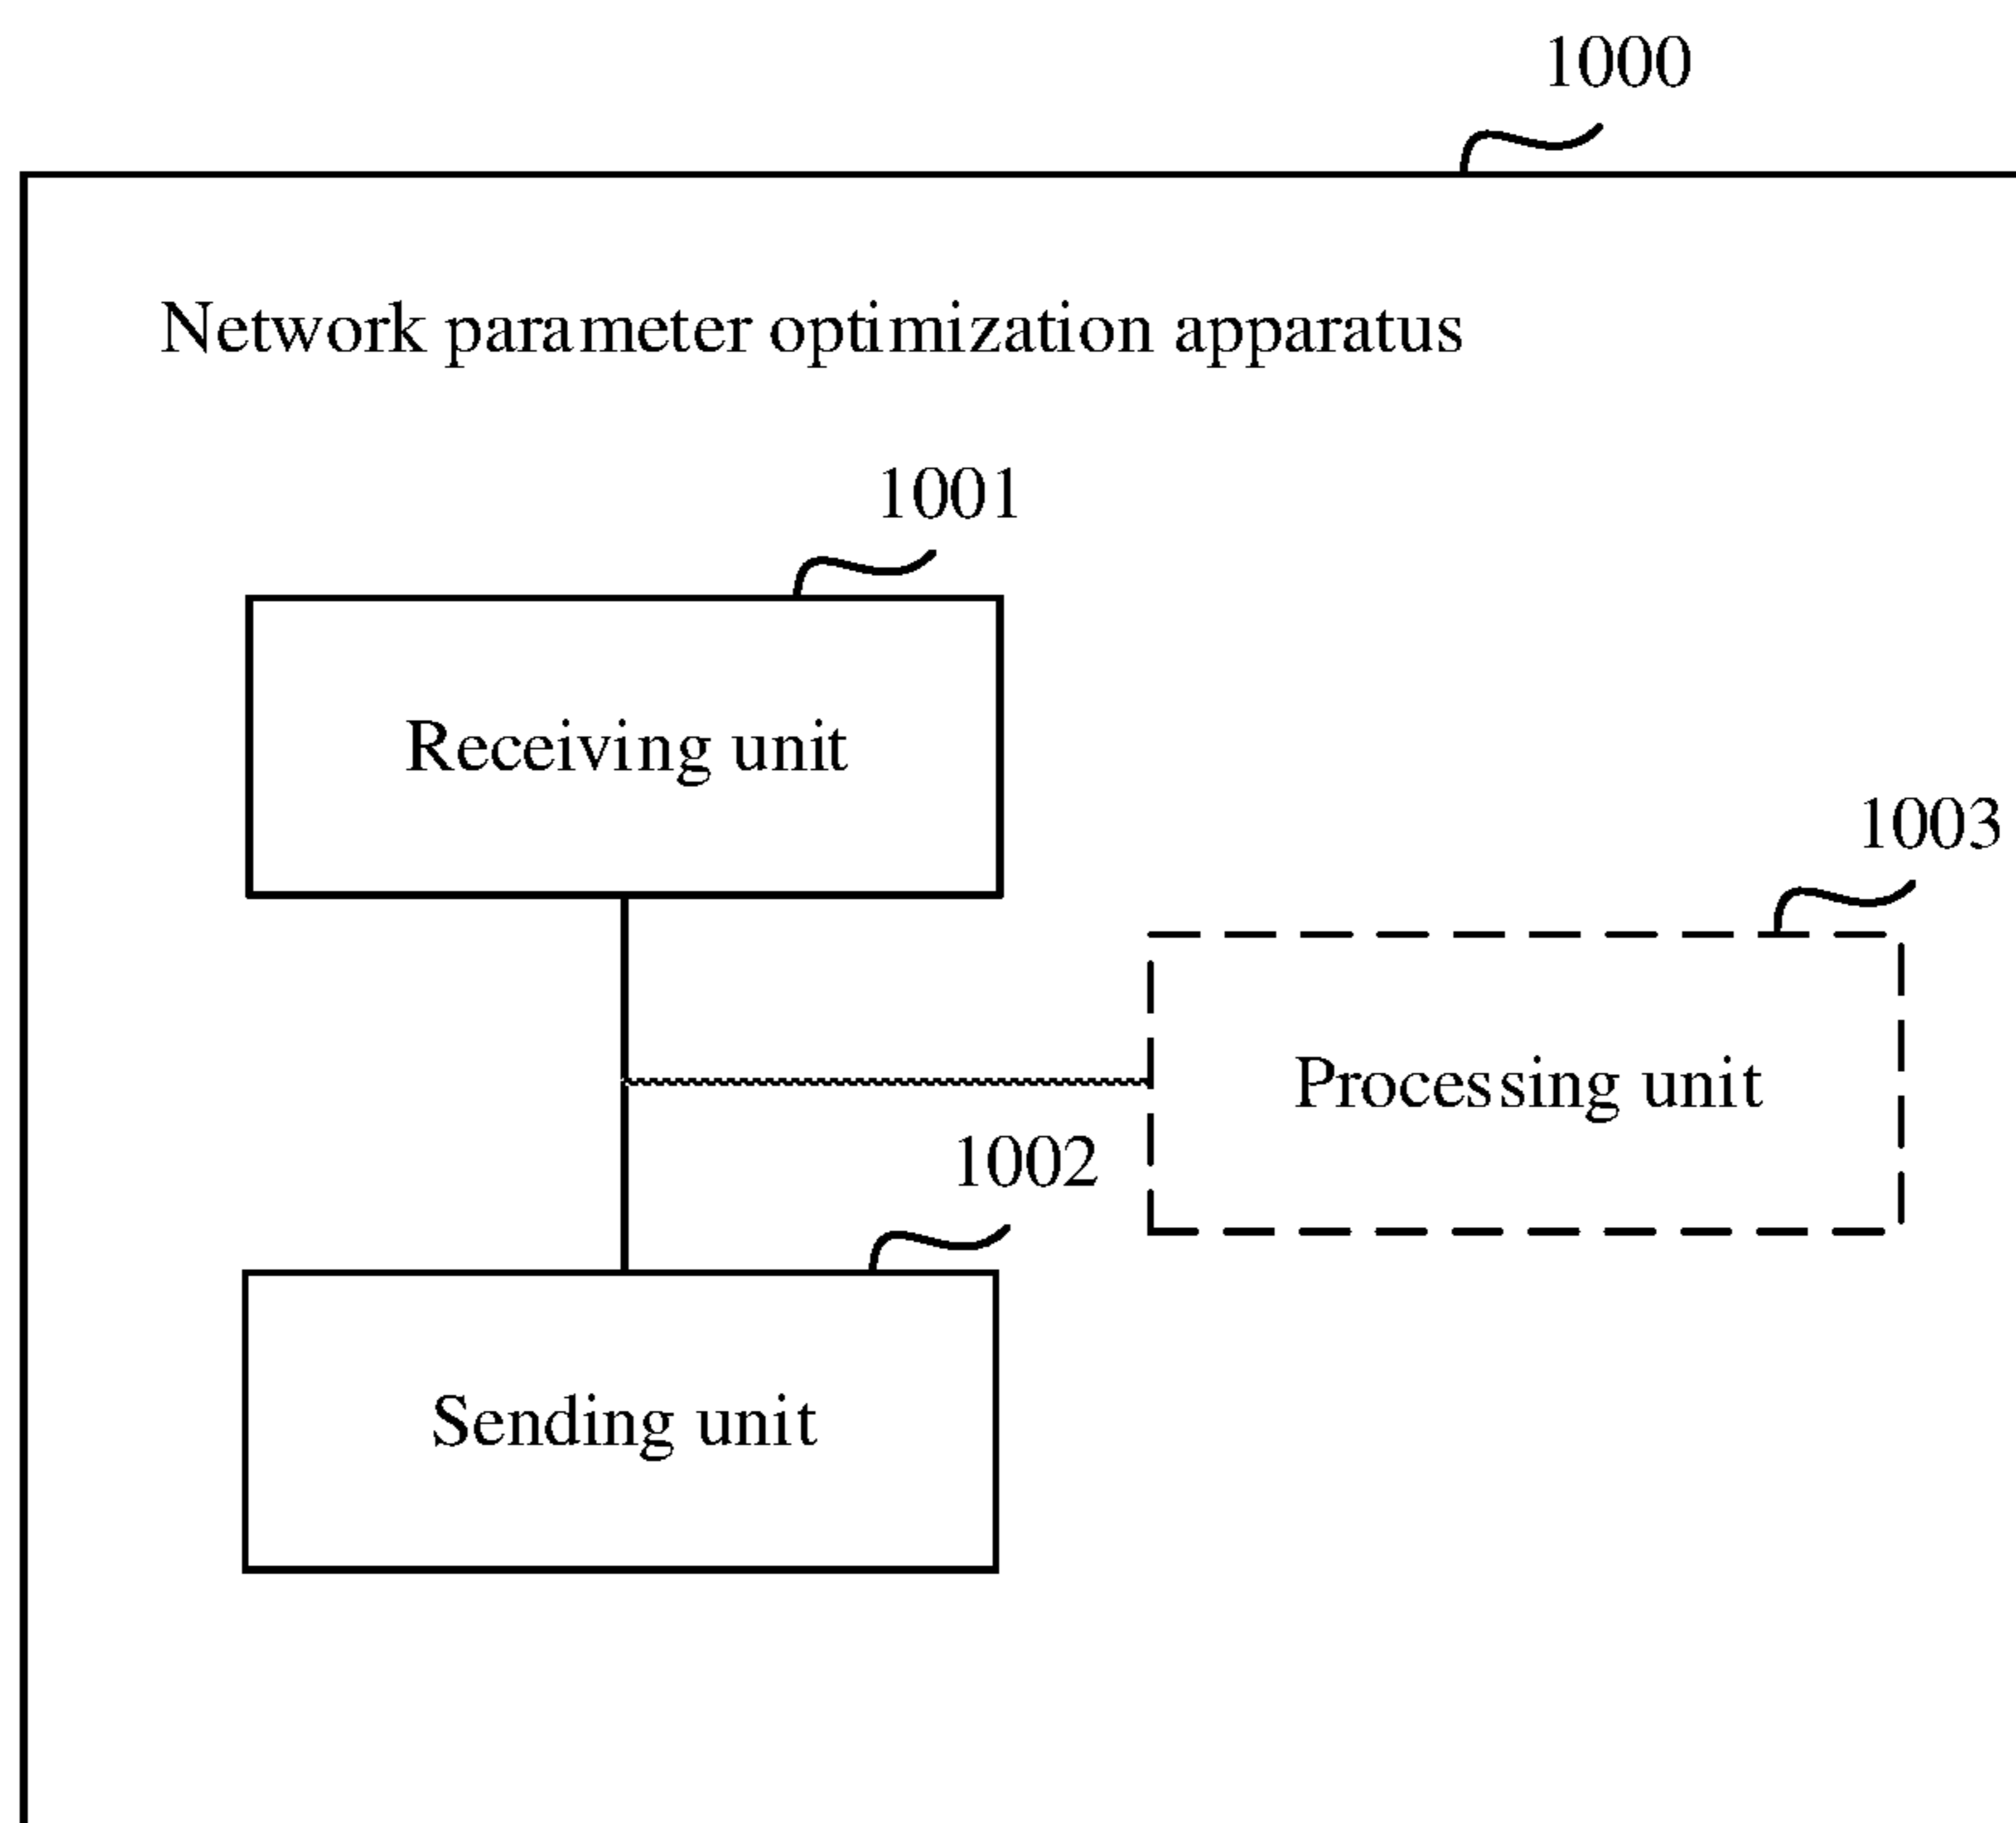 1000
Network parameter optimization apparatus
1001
Receiving unit
1003
Processing unit
1002
Sending unit